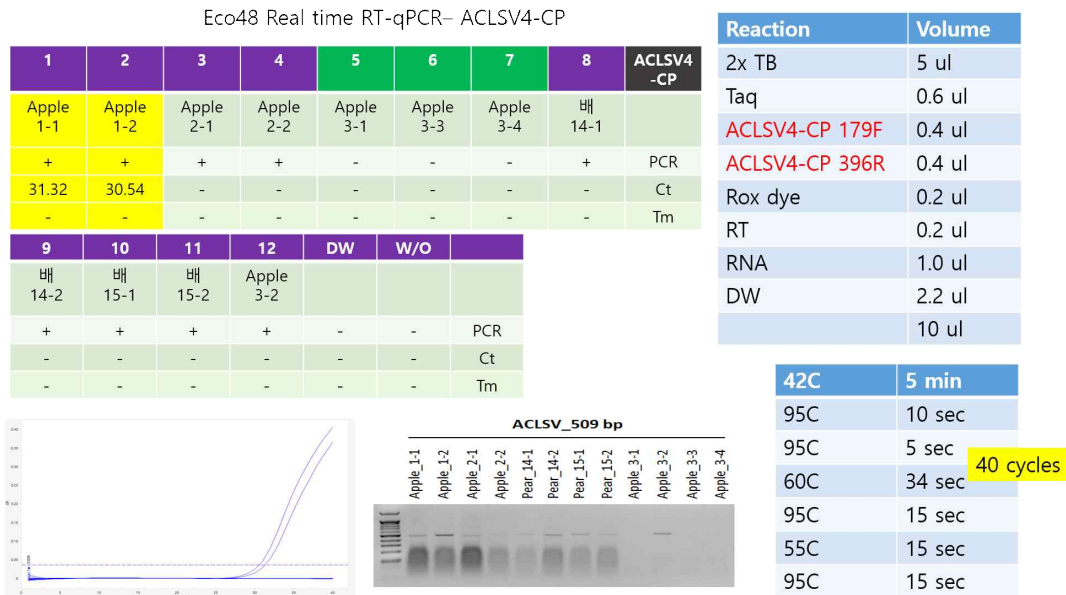 Eco48 Real time RT-qPCR– ACLSV4-CP
1 2 3 4 5 6 7 8 ACLSV4
-CP
Apple Apple Apple Apple Apple Apple Apple 배
1-1 1-2 2-1 2-2 3-1 3-3 3-4 14-1
+ + + + - - - + PCR
31.32 30.54 - - - - - - Ct
- - - - - - - - Tm
9 10 11 12 DW W/O
배 배 배 Apple
14-2 15-1 15-2 3-2
+ + + + - - PCR
- - - - - - Ct
- - - - - - Tm
Reaction Volume
2x TB 5 ul
Taq 0.6 ul
ACLSV4-CP 179F 0.4 ul
ACLSV4-CP 396R 0.4 ul
Rox dye 0.2 ul
RT 0.2 ul
RNA 1.0 ul
DW 2.2 ul
10 ul
42C 5 min
95C 10 sec
95C 5 sec
60C 34 sec
95C 15 sec
55C 15 sec
95C 15 sec
40 cycles
ACLSV_509 bp
Apple_1-1
Apple_1-2
Apple_2-1
Apple_2-2
Pear_14-1
Pear_14-2
Pear_15-1
Pear_15-2
Apple_3-1
Apple_3-2
Apple_3-3
Apple_3-4